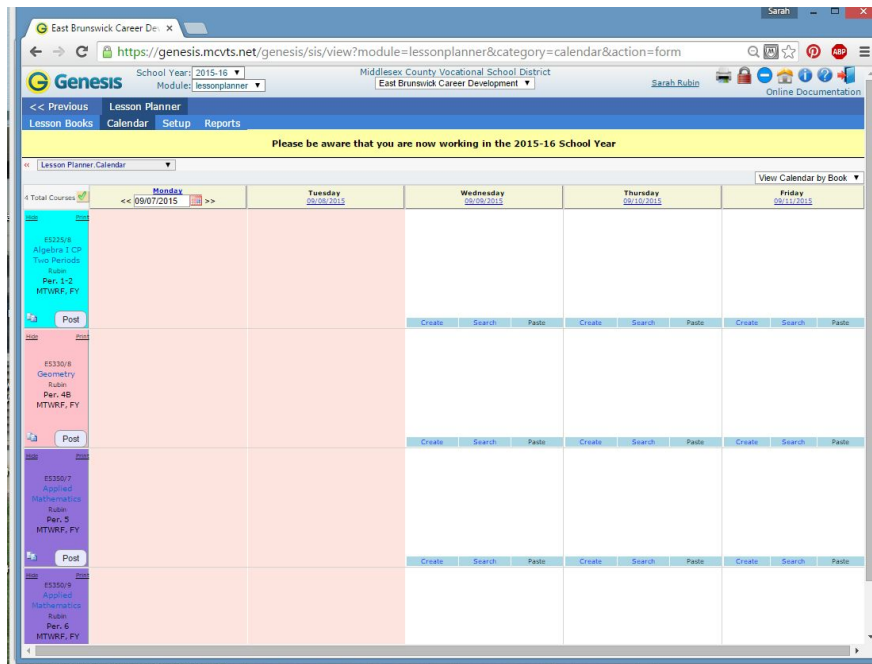 Sarah
East Brunswick Career De
https://genesis.mcvts.net/genesis/sis/view?module=lessonplanner&category=calendar&action=form
ABP
G Genesis
School Year: 2015-16
Module: lessonplanner
Middlesex County Vocational School District
East Brunswick Career Development
Sarah Rubin
Online Documentation
<< Previous Lesson Planner
Lesson Books Calendar Setup Reports
Please be aware that you are now working in the 2015-16 School Year
« Lesson Planner.Calendar
View Calendar by Book
4 Total Courses
Monday
<< 09/07/2015 >>
Tuesday
09/08/2015
Wednesday
09/09/2015
Thursday
09/10/2015
Friday
09/11/2015
Hide Print
E5225/8
Algebra I CP
Two Periods
Rubin
Per. 1-2
MTWRF, FY
Post
Create Search Paste Create Search Paste Create Search Paste
Hide Print
E5330/8
Geometry
Rubin
Per. 4B
MTWRF, FY
Post
Create Search Paste Create Search Paste Create Search Paste
Hide Print
E5350/7
Applied
Mathematics
Rubin
Per. 5
MTWRF, FY
Post
Create Search Paste Create Search Paste Create Search Paste
Hide Print
E5350/9
Applied
Mathematics
Rubin
Per. 6
MTWRF, FY